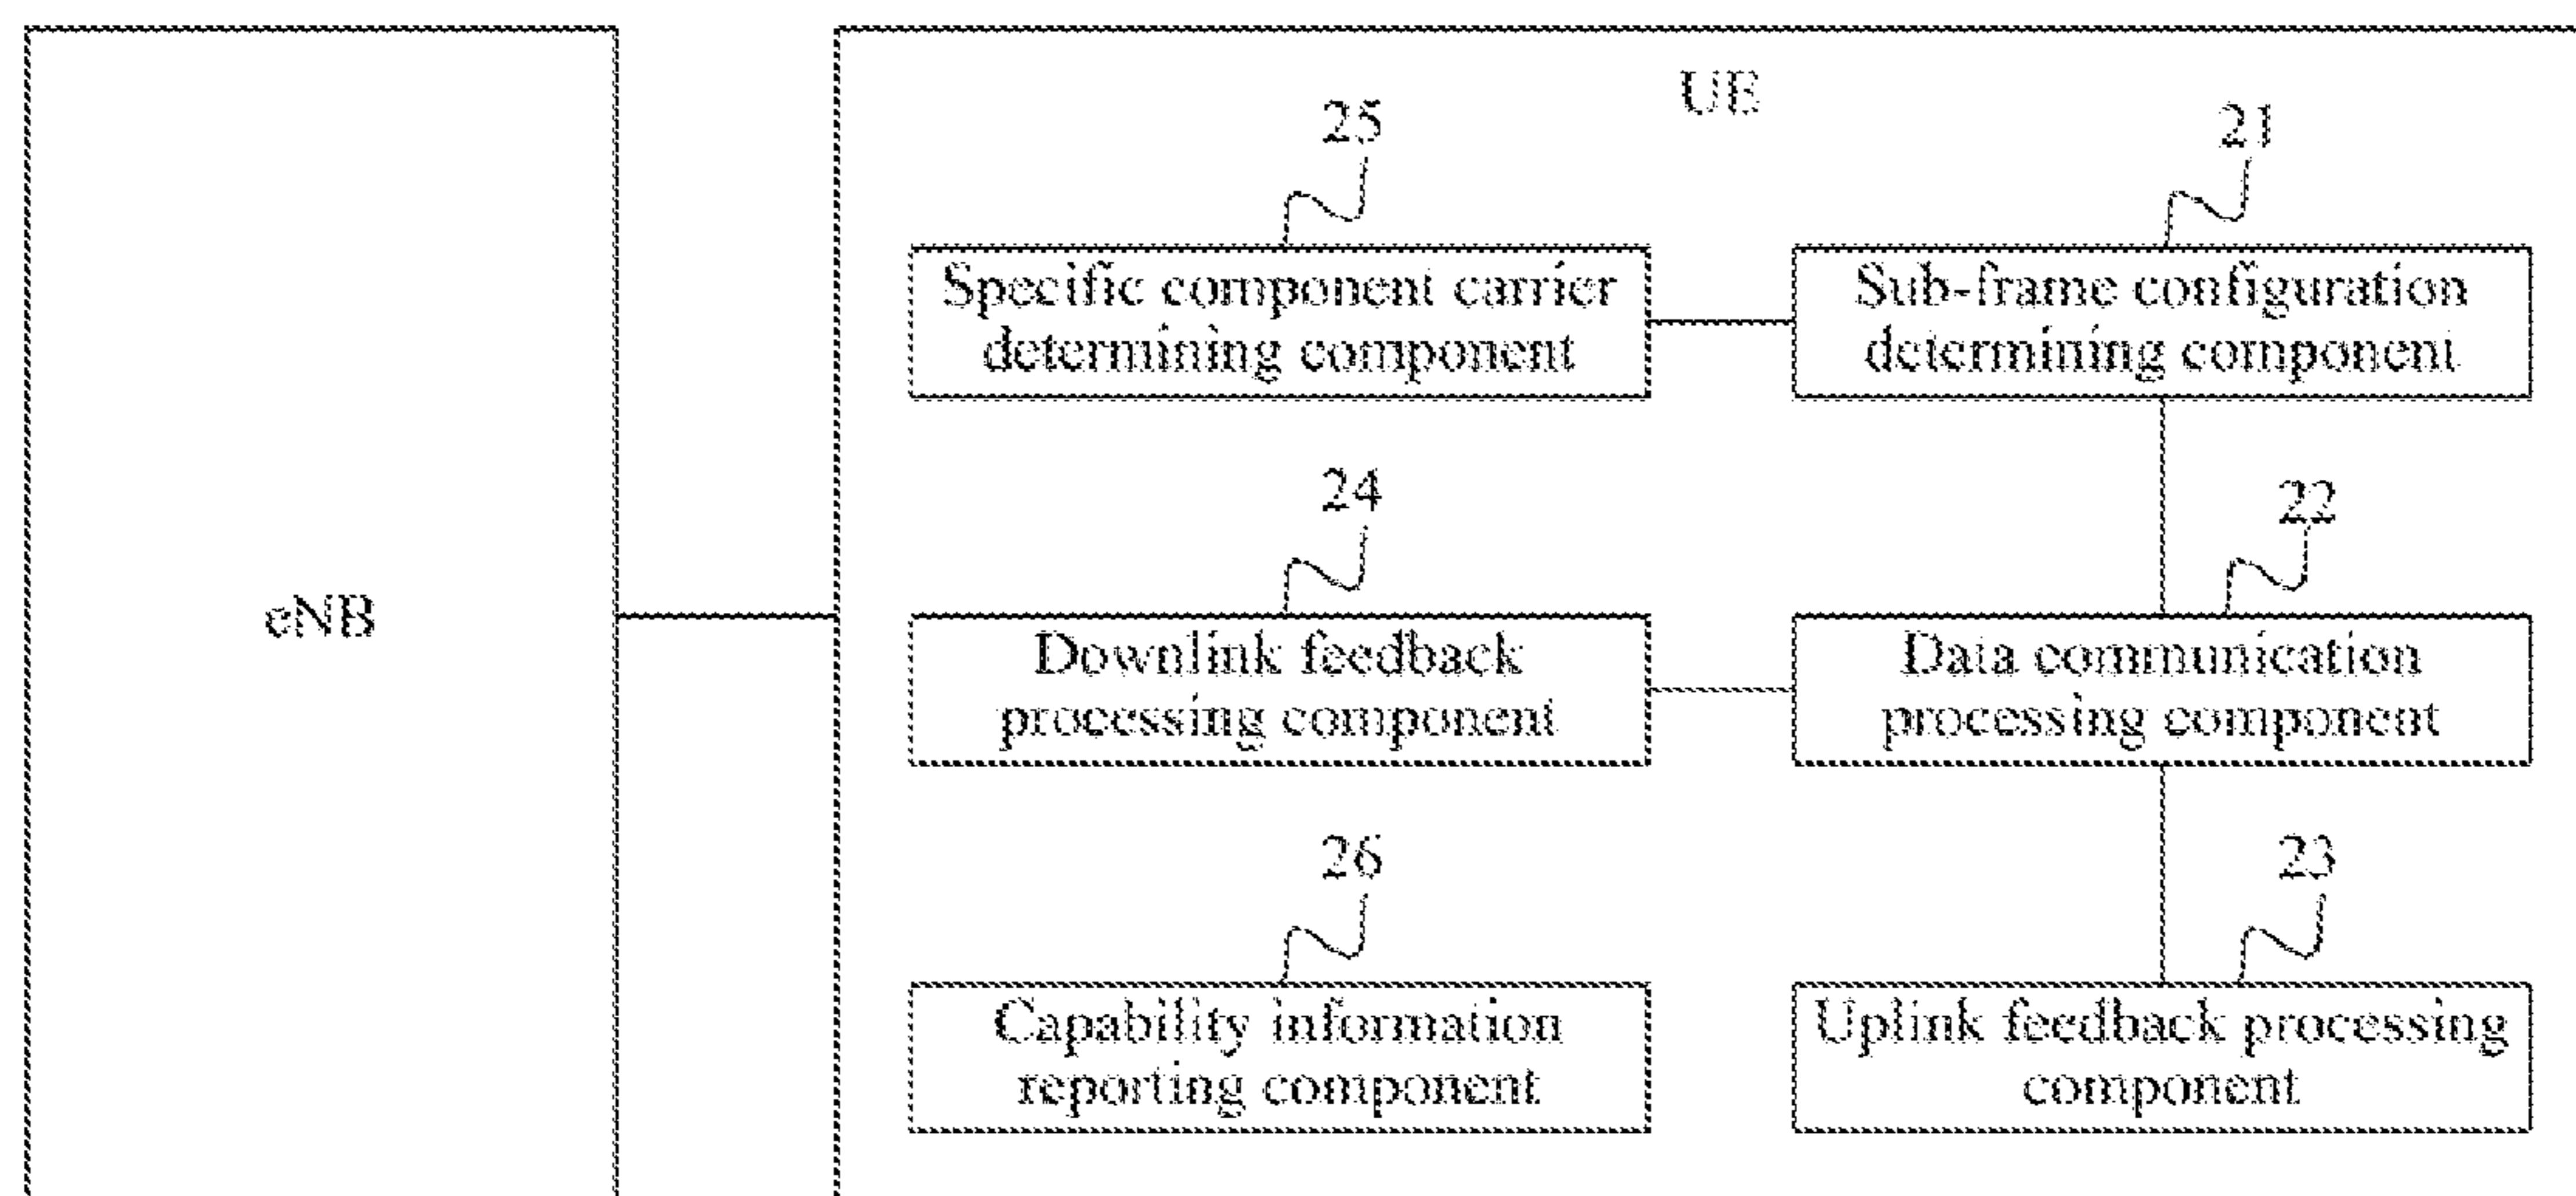 UE
25
21
Specific component carrier
determining component
Sub-frame configuration
determining component
24
22
eNB
Downlink feedback
processing component
Data communication
processing component
26
23
Capability information
reporting component
Uplink feedback processing
component